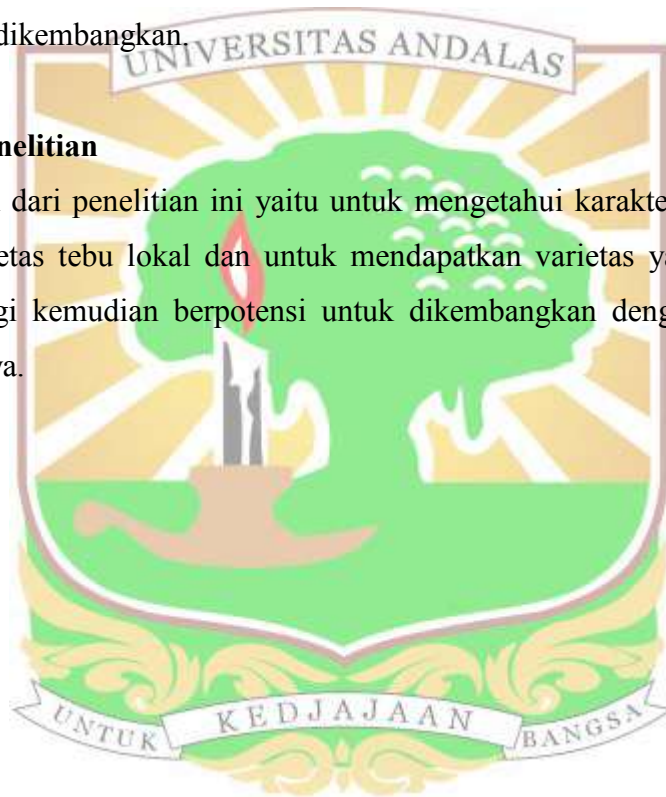 dikembangkan.
UNIVERSITAS ANDALAS
nelitian
dari penelitian ini yaitu untuk mengetahui karakte
etas tebu lokal dan untuk mendapatkan varietas ya
gi kemudian berpotensi untuk dikembangkan deng
ya.
UNTUK KEDJAJAAN BANGSA